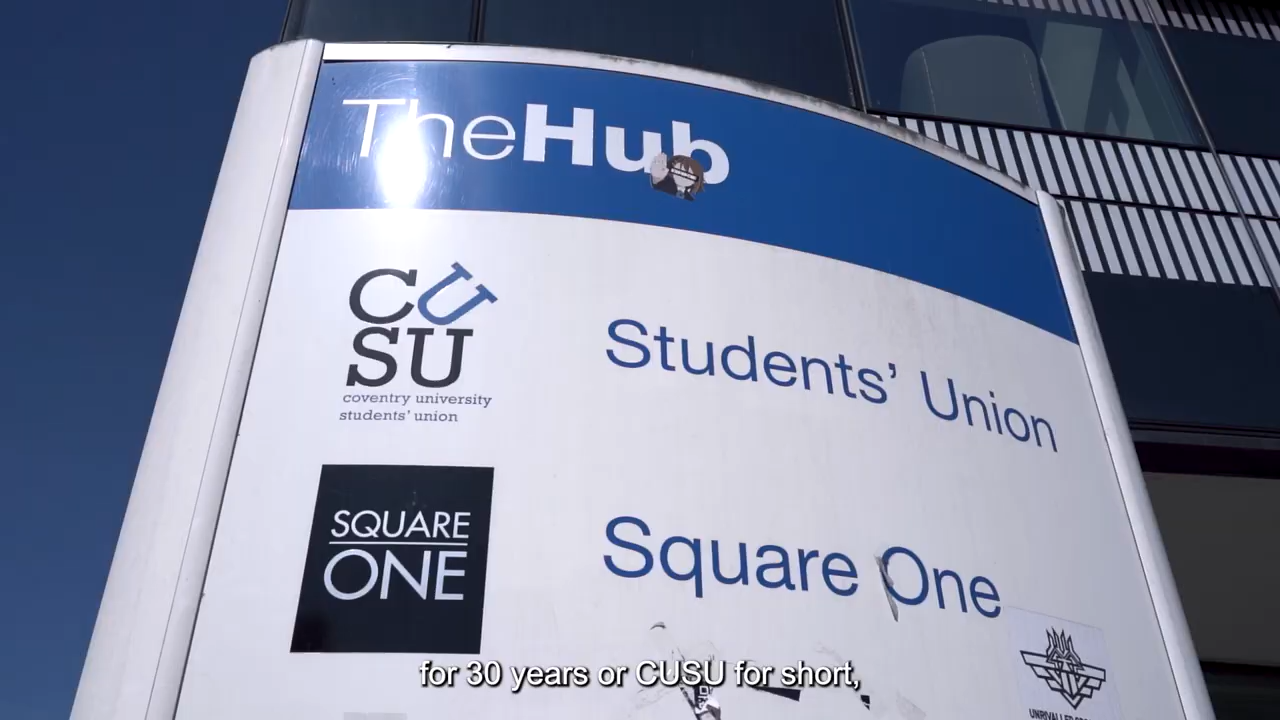 TheHub
CUSU
coventry university
students' union
Students' Union
SQUARE
ONE
Square One
for 30 years or CUSU for short,